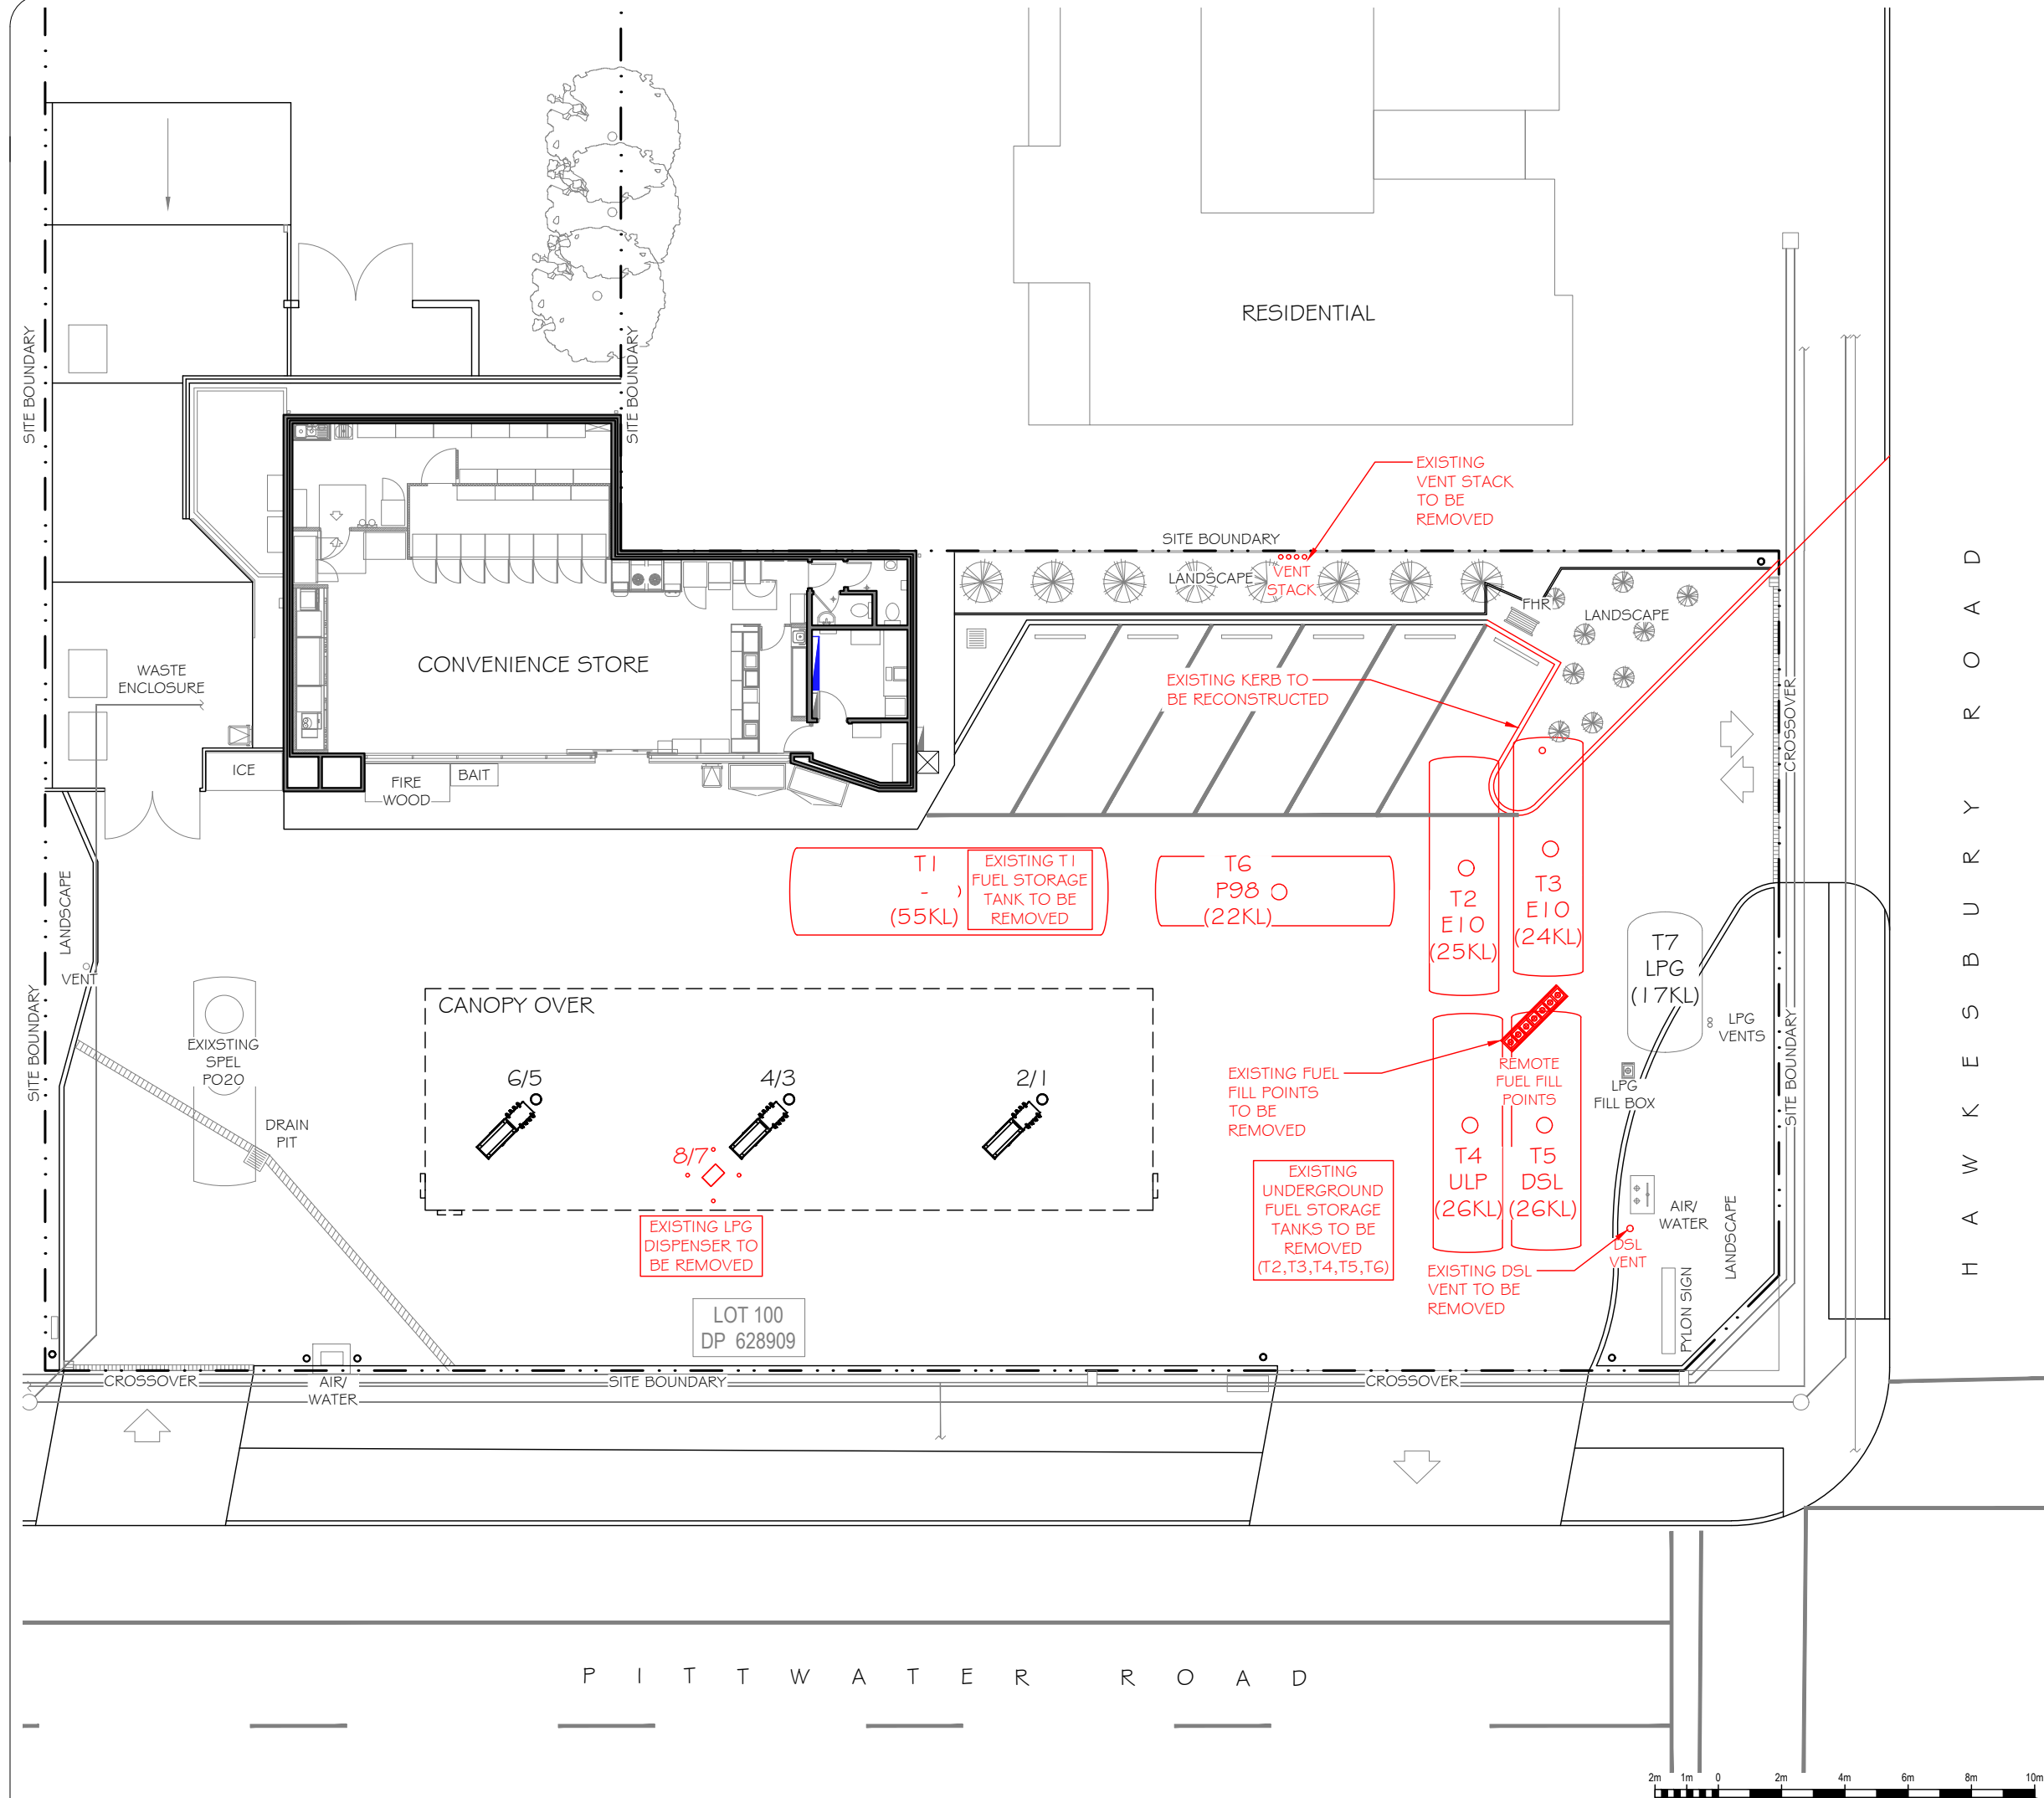 RESIDENTIAL
SITE BOUNDARY
SITE BOUNDARY
EXISTING
VENT STACK
TO BE
REMOVED
SITE BOUNDARY
LANDSCAPE
VENT
STACK
FHR
LANDSCAPE
CONVENIENCE STORE
WASTE
ENCLOSURE
EXISTING KERB TO
BE RECONSTRUCTED
CROSSOVER
HAWKESBURY ROAD
ICE
FIRE
WOOD
BAIT
T1
-
(55KL)
EXISTING T1
FUEL STORAGE
TANK TO BE
REMOVED
T6
P98
(22KL)
T2
E10
(25KL)
T3
E10
(24KL)
T7
LPG
(17KL)
LANDSCAPE
VENT
SITE BOUNDARY
CANOPY OVER
EXIXSTING
SPEL
PO20
DRAIN
PIT
6/5
4/3
2/1
8/7
EXISTING LPG
DISPENSER TO
BE REMOVED
LPG
VENTS
SITE BOUNDARY
EXISTING FUEL
FILL POINTS
TO BE
REMOVED
REMOTE
FUEL FILL
POINTS
LPG
FILL BOX
T4
ULP
(26KL)
T5
DSL
(26KL)
EXISTING
UNDERGROUND
FUEL STORAGE
TANKS TO BE
REMOVED
(T2,T3,T4,T5,T6)
AIR/
WATER
LANDSCAPE
DSL
VENT
EXISTING DSL
VENT TO BE
REMOVED
PYLON SIGN
LOT 100
DP 628909
CROSSOVER
AIR/
WATER
SITE BOUNDARY
CROSSOVER
PITTWATER ROAD
2m 1m 0 2m 4m 6m 8m 10m